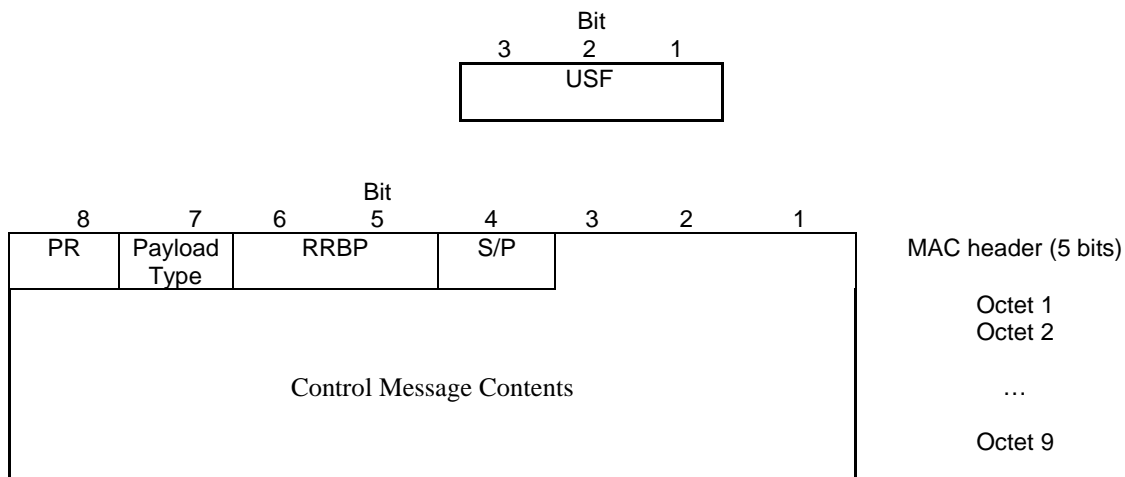 Bit
3 2 1
USF
Bit
8 7 6 5 4 3 2 1
PR Payload Type RRBP S/P MAC header (5 bits)
Octet 1
Octet 2
Control Message Contents …
Octet 9